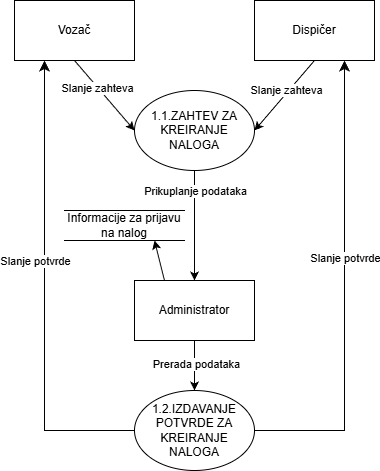 Vozač
Dispičer
Slanje zahteva
Slanje zahteva
1.1.ZAHTEV ZA
KREIRANJE
NALOGA
Prikuplanje podataka
Informacije za prijavu
na nalog
Slanje potvrde
Slanje potvrde
Administrator
Prerada podataka
1.2.IZDAVANJE
POTVRDE ZA
KREIRANJE
NALOGA